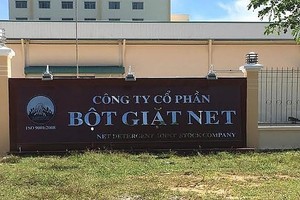 CÔNG TY CỔ PHẦN
BỘT GIẶT NET
NET DETERGENT JOINT STOCK COMPANY
ISO 9001:2008